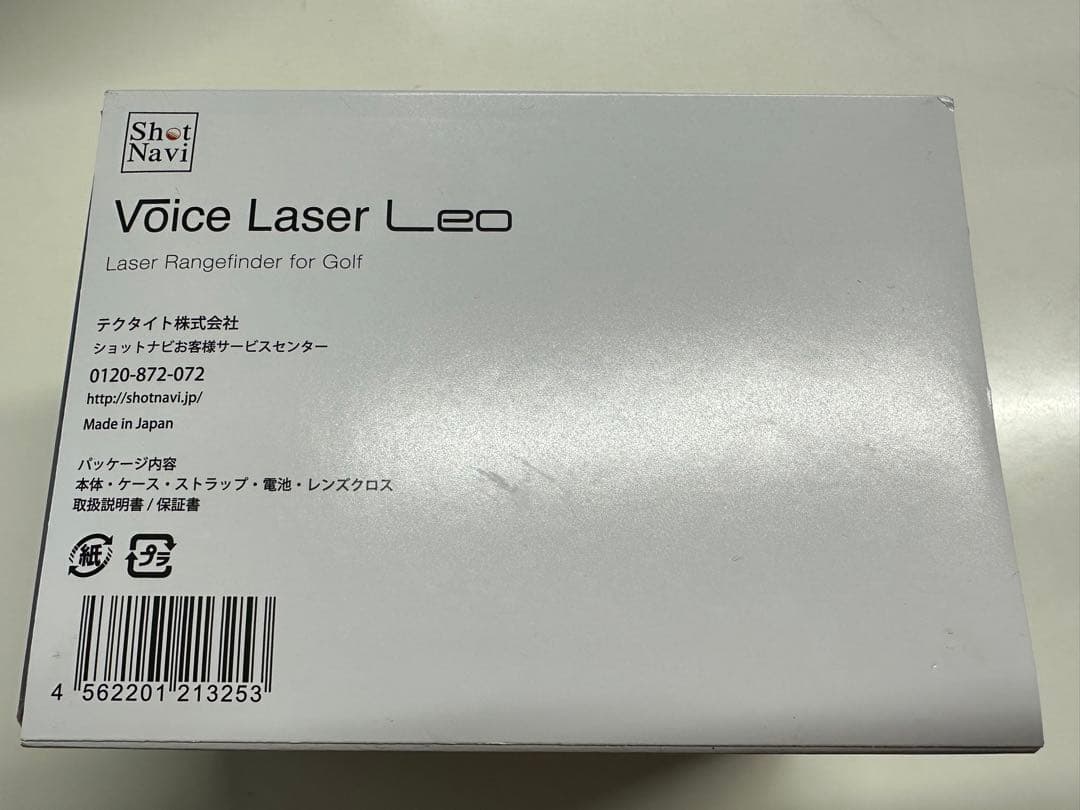 Shot
Navi
Voice Laser Leo
Laser Rangefinder for Golf
テクタイト株式会社
ショットナビお客様サービスセンター
0120-872-072
http://shotnavi.jp/
Made in Japan
パッケージ内容
本体・ケース・ストラップ・電池・レンズクロス
取扱説明書 / 保証書
紙 プラ
4 562201 213253